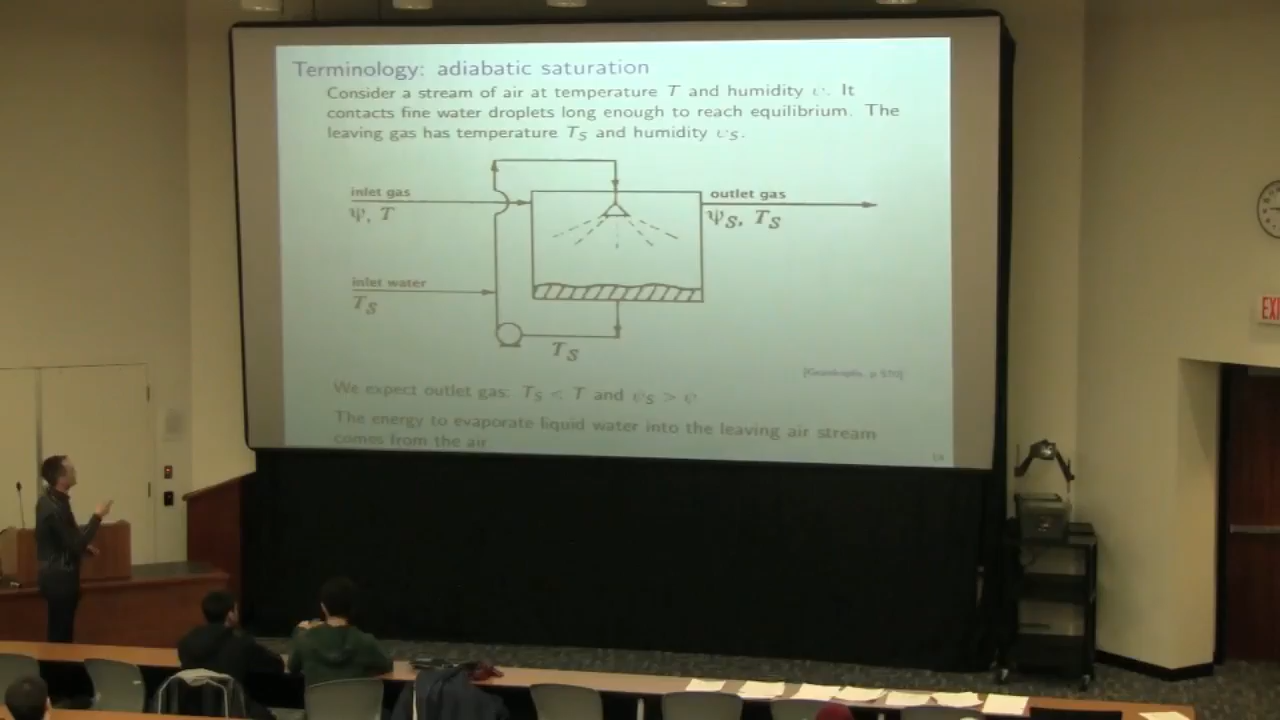 Terminology: adiabatic saturation
Consider a stream of air at temperature T and humidity ψ. It
contacts fine water droplets long enough to reach equilibrium. The
leaving gas has temperature T_S and humidity ψ_S.
inlet gas
ψ, T
outlet gas
ψ_S, T_S
inlet water
T_S
T_S
[Geankoplis, p
We expect outlet gas: T_S < T and ψ_S > ψ
The energy to evaporate liquid water into the leaving air stream
comes from the air
EXI